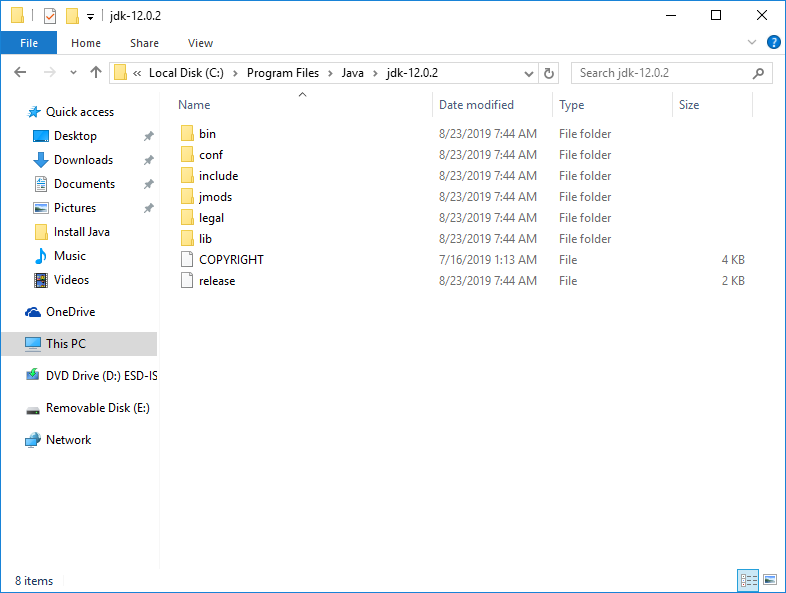 jdk-12.0.2
File Home Share View
« Local Disk (C:) › Program Files › Java › jdk-12.0.2
Search jdk-12.0.2
Quick access
Desktop
Downloads
Documents
Pictures
Install Java
Music
Videos
OneDrive
This PC
DVD Drive (D:) ESD-IS
Removable Disk (E:)
Network
Name Date modified Type Size
bin 8/23/2019 7:44 AM File folder
conf 8/23/2019 7:44 AM File folder
include 8/23/2019 7:44 AM File folder
jmods 8/23/2019 7:44 AM File folder
legal 8/23/2019 7:44 AM File folder
lib 8/23/2019 7:44 AM File folder
COPYRIGHT 7/16/2019 1:13 AM File 4 KB
release 8/23/2019 7:44 AM File 2 KB
8 items